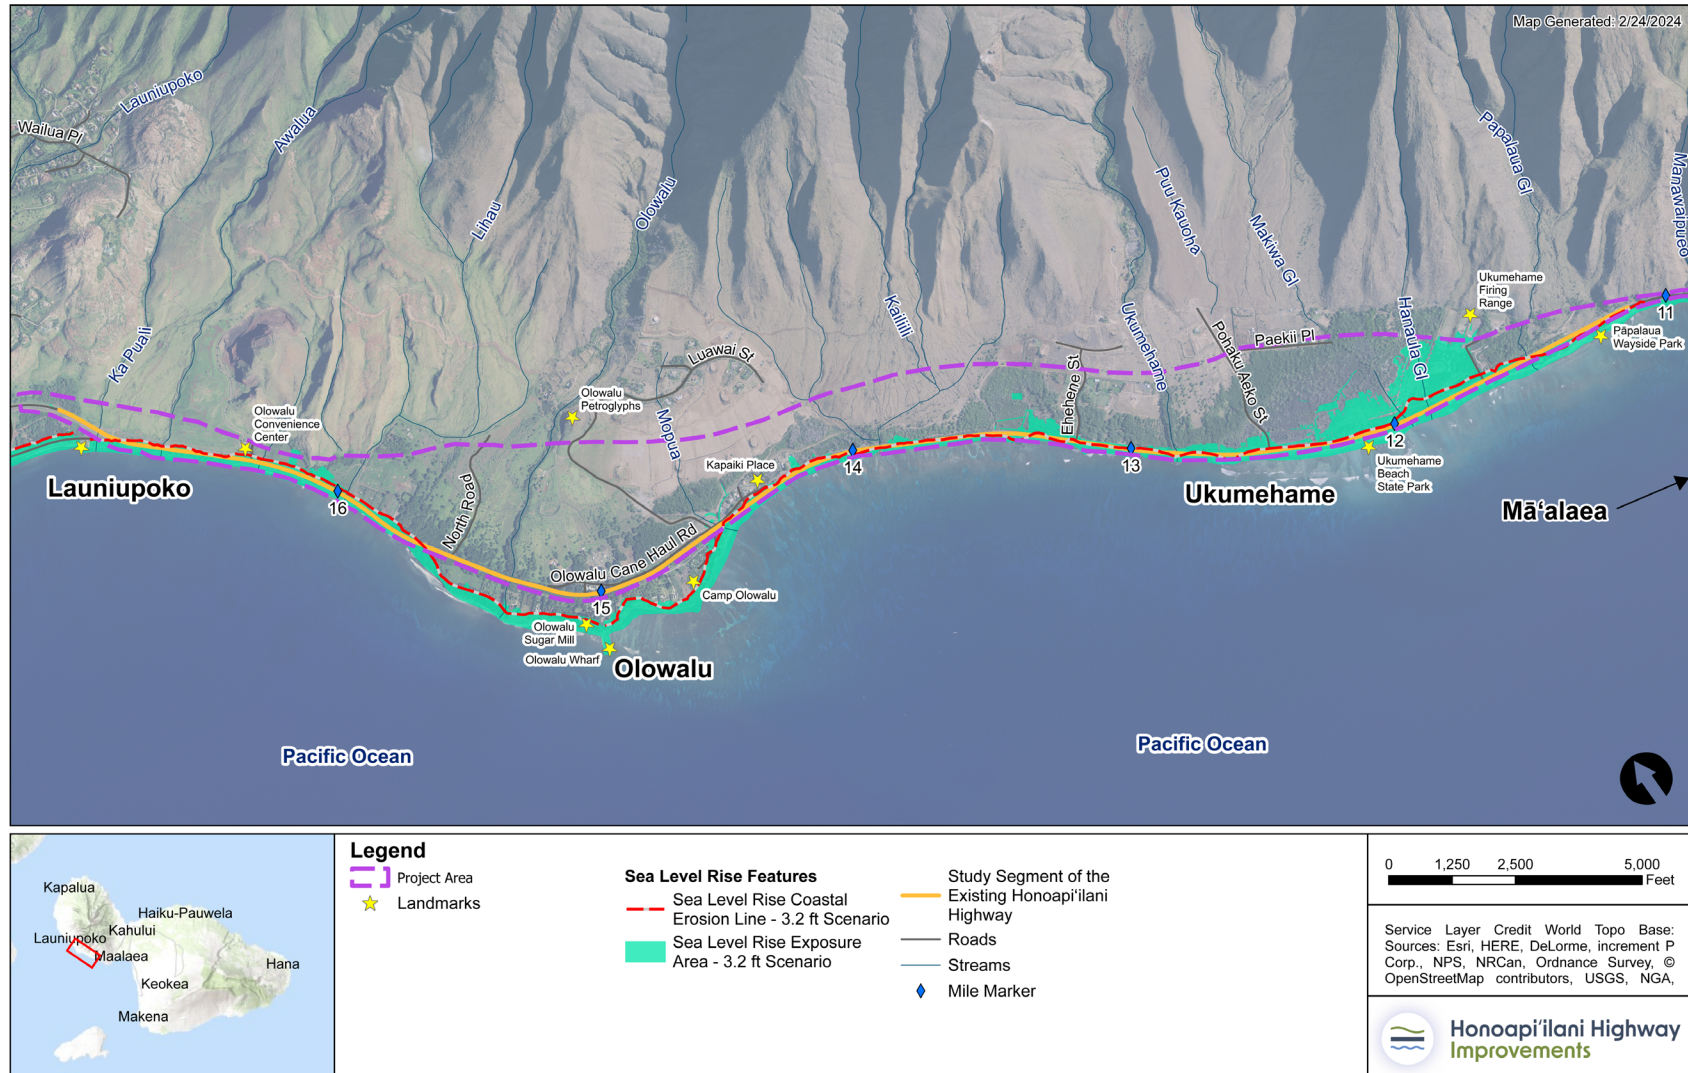 Map Generated: 2/24/2024
Launiupoko
Wailua Pl
Awalua
Lihau
Olowalu
Ka Puali
Kailiili
Puu Kauoha
Makiwa Gl
Papalaua Gl
Manawaipueo
Ukumehame
Hanaula Gl
Ukumehame
Firing
Range
11
Pāpalaua
Wayside Park
Paekii Pl
Pohaku Aeko St
Ehehene St
Luawai St
Olowalu
Petroglyphs
Mopua
Olowalu
Convenience
Center
Kapaiki Place
Launiupoko
16
North Road
14
13
12
Ukumehame
Beach
State Park
Ukumehame
Māʻalaea
Olowalu Cane Haul Rd
15
Camp Olowalu
Olowalu
Sugar Mill
Olowalu Wharf
Olowalu
Pacific Ocean
Pacific Ocean
Kapalua
Haiku-Pauwela
Kahului
Launiupoko
Maalaea
Hana
Keokea
Makena
Legend
Project Area
Landmarks
Sea Level Rise Features
Sea Level Rise Coastal
Erosion Line - 3.2 ft Scenario
Sea Level Rise Exposure
Area - 3.2 ft Scenario
Study Segment of the
Existing Honoapiʻilani
Highway
Roads
Streams
Mile Marker
0 1,250 2,500 5,000
Feet
Service Layer Credit World Topo Base:
Sources: Esri, HERE, DeLorme, increment P
Corp., NPS, NRCan, Ordnance Survey, ©
OpenStreetMap contributors, USGS, NGA,
Honoapiʻilani Highway
Improvements